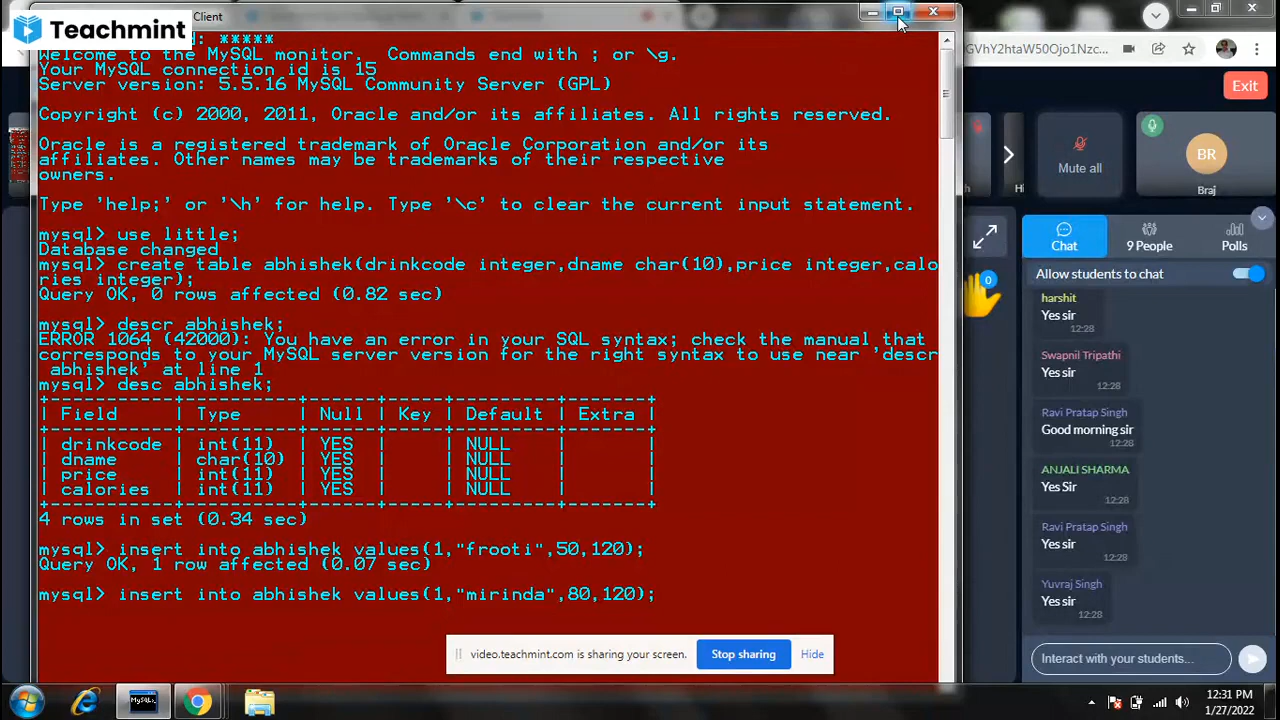 Teachmint
Client
d: *****
Welcome to the MySQL monitor.  Commands end with ; or \g.
Your MySQL connection id is 15
Server version: 5.5.16 MySQL Community Server (GPL)
Copyright (c) 2000, 2011, Oracle and/or its affiliates. All rights reserved.
Oracle is a registered trademark of Oracle Corporation and/or its
affiliates. Other names may be trademarks of their respective
owners.
Type 'help;' or '\h' for help. Type '\c' to clear the current input statement.
mysql> use little;
Database changed
mysql> create table abhishek(drinkcode integer,dname char(10),price integer,calo
ries integer);
Query OK, 0 rows affected (0.82 sec)
mysql> descr abhishek;
ERROR 1064 (42000): You have an error in your SQL syntax; check the manual that
corresponds to your MySQL server version for the right syntax to use near 'descr
 abhishek' at line 1
mysql> desc abhishek;
+-----------+----------+------+-----+---------+-------+
| Field     | Type     | Null | Key | Default | Extra |
+-----------+----------+------+-----+---------+-------+
| drinkcode | int(11)  | YES  |     | NULL    |       |
| dname     | char(10) | YES  |     | NULL    |       |
| price     | int(11)  | YES  |     | NULL    |       |
| calories  | int(11)  | YES  |     | NULL    |       |
+-----------+----------+------+-----+---------+-------+
4 rows in set (0.34 sec)
mysql> insert into abhishek values(1,"frooti",50,120);
Query OK, 1 row affected (0.07 sec)
mysql> insert into abhishek values(1,"mirinda",80,120);
video.teachmint.com is sharing your screen.
Stop sharing
Hide
GVhY2htaW50Ojo1Nzc...
Exit
Hi
Mute all
BR
Braj
Chat
9 People
Polls
0
Allow students to chat
harshit
Yes sir
12:28
Swapnil Tripathi
Yes sir
12:28
Ravi Pratap Singh
Good morning sir
12:28
ANJALI SHARMA
Yes Sir
12:28
Ravi Pratap Singh
Yes sir
12:28
Yuvraj Singh
Yes sir
12:28
Interact with your students...
MySQL
12:31 PM
1/27/2022